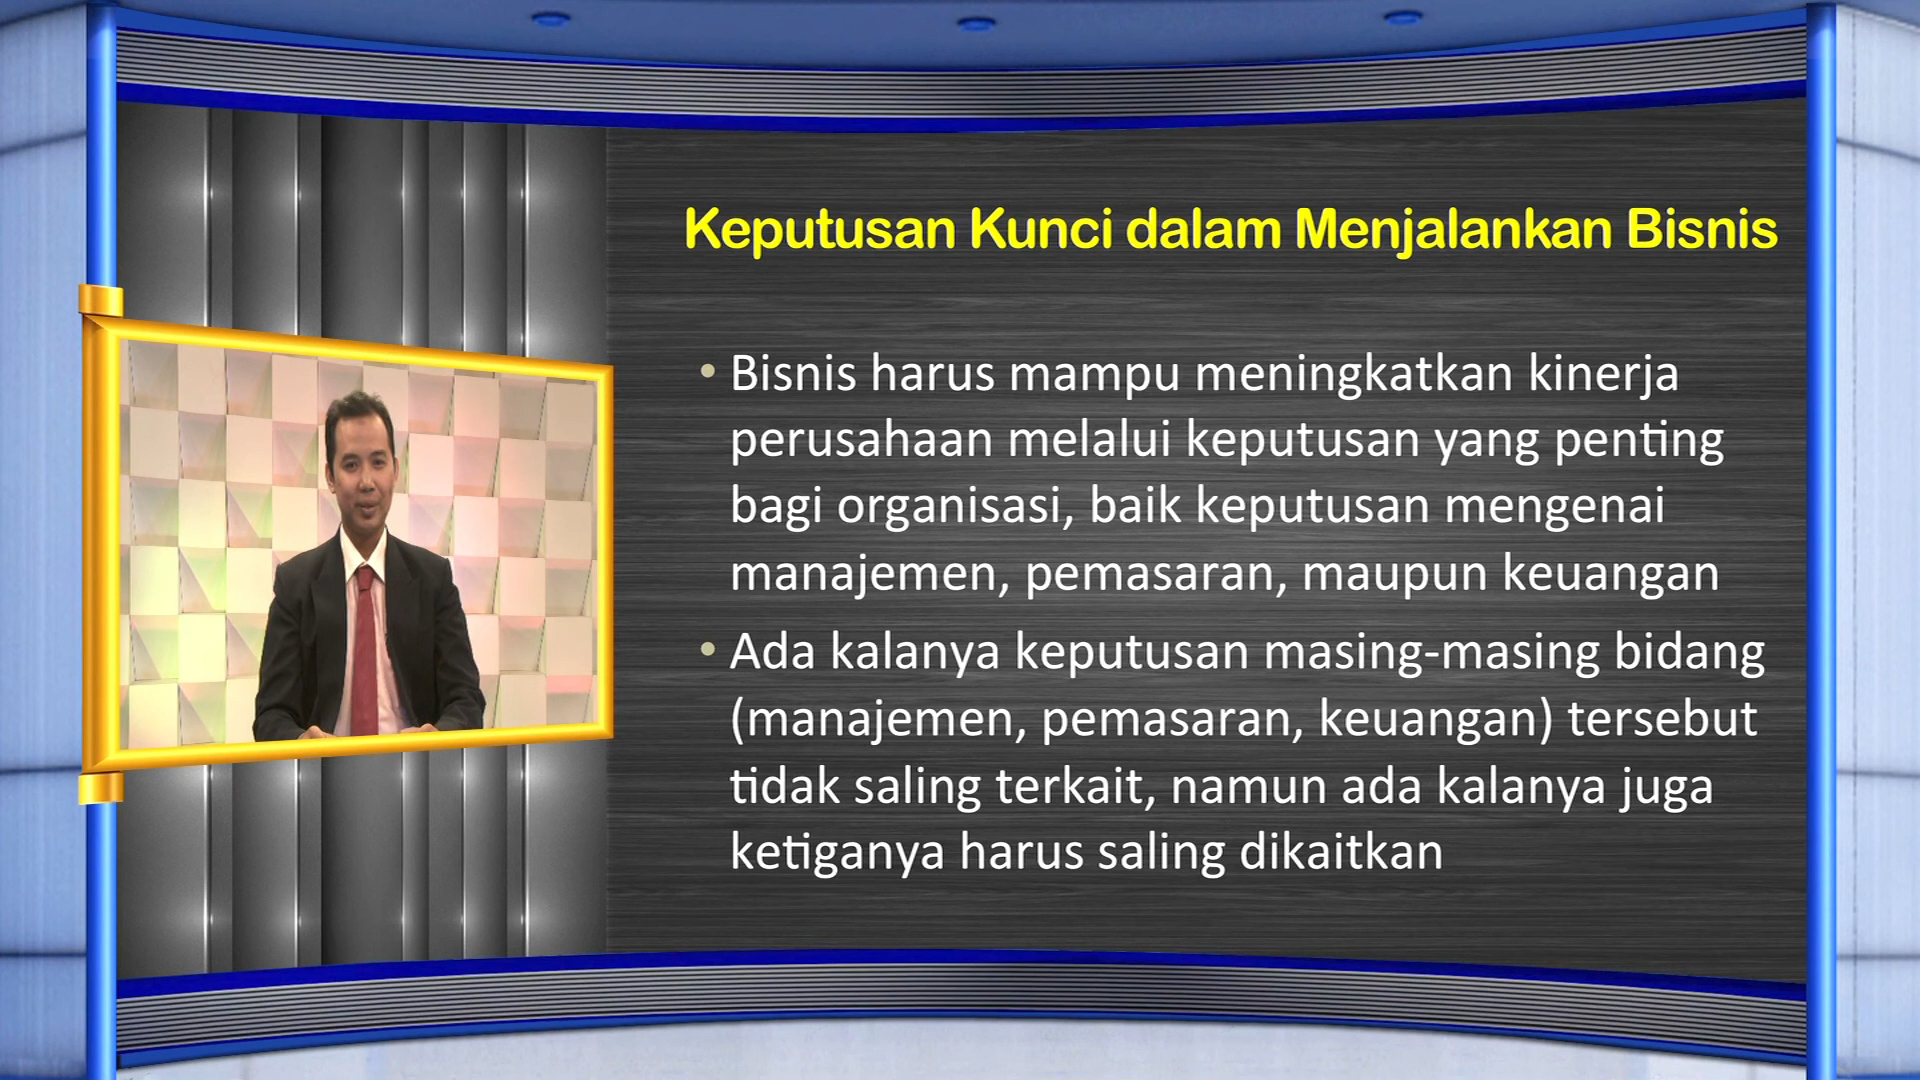 Keputusan Kunci dalam Menjalankan Bisnis
• Bisnis harus mampu meningkatkan kinerja
perusahaan melalui keputusan yang penting
bagi organisasi, baik keputusan mengenai
manajemen, pemasaran, maupun keuangan
• Ada kalanya keputusan masing-masing bidang
(manajemen, pemasaran, keuangan) tersebut
tidak saling terkait, namun ada kalanya juga
ketiganya harus saling dikaitkan